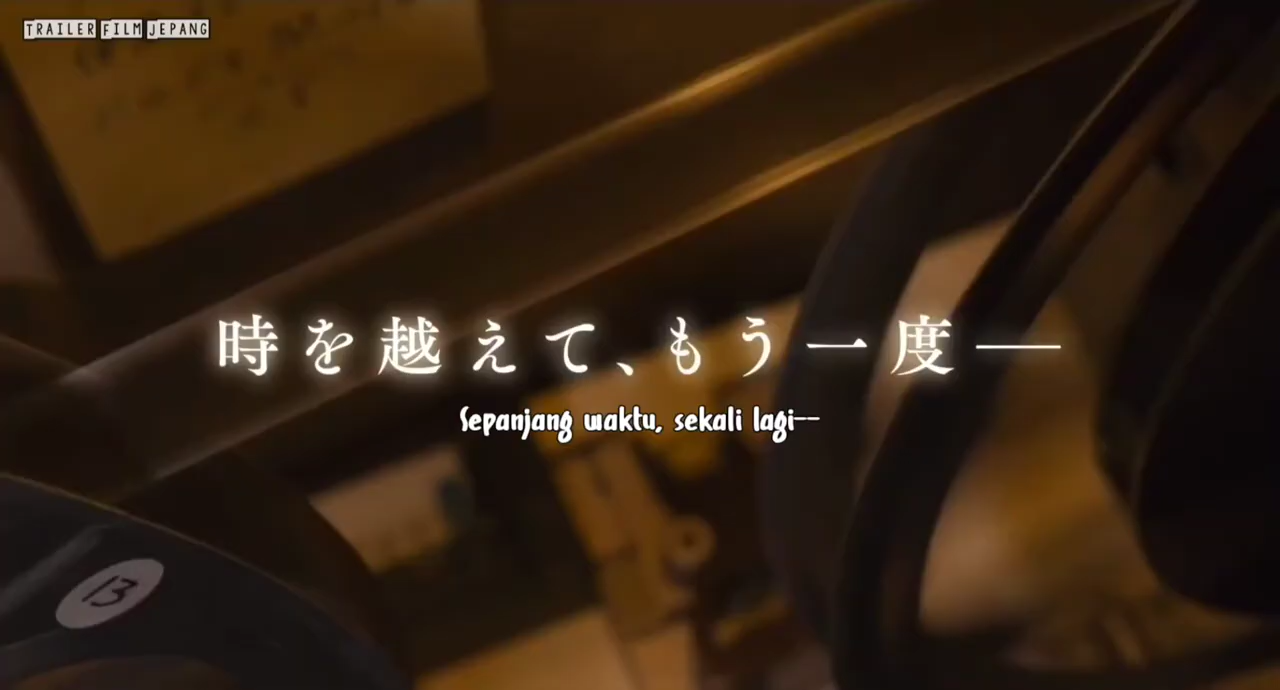 TRAILER FILM JEPANG
時を越えて、もう一度──
Sepanjang waktu, sekali lagi--
13